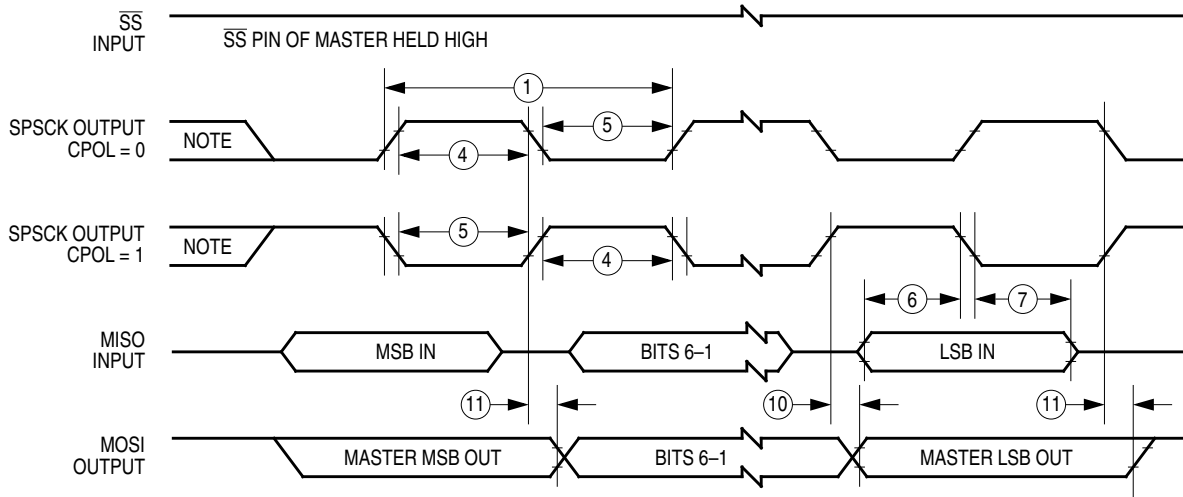 SS
INPUT
SS PIN OF MASTER HELD HIGH
1
SPSCK OUTPUT
CPOL = 0
NOTE
4
5
SPSCK OUTPUT
CPOL = 1
NOTE
5
4
6
7
MISO
INPUT
MSB IN
BITS 6–1
LSB IN
11
10
11
MOSI
OUTPUT
MASTER MSB OUT
BITS 6–1
MASTER LSB OUT